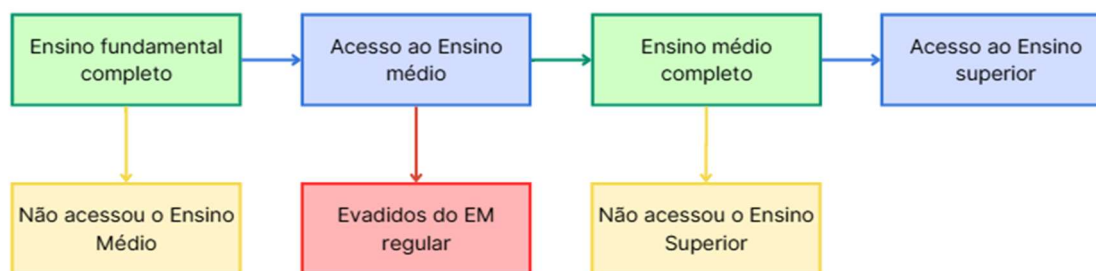 Ensino fundamental
completo
Acesso ao Ensino
médio
Ensino médio
completo
Acesso ao Ensino
superior
Não acessou o Ensino
Médio
Evadidos do EM
regular
Não acessou o Ensino
Superior